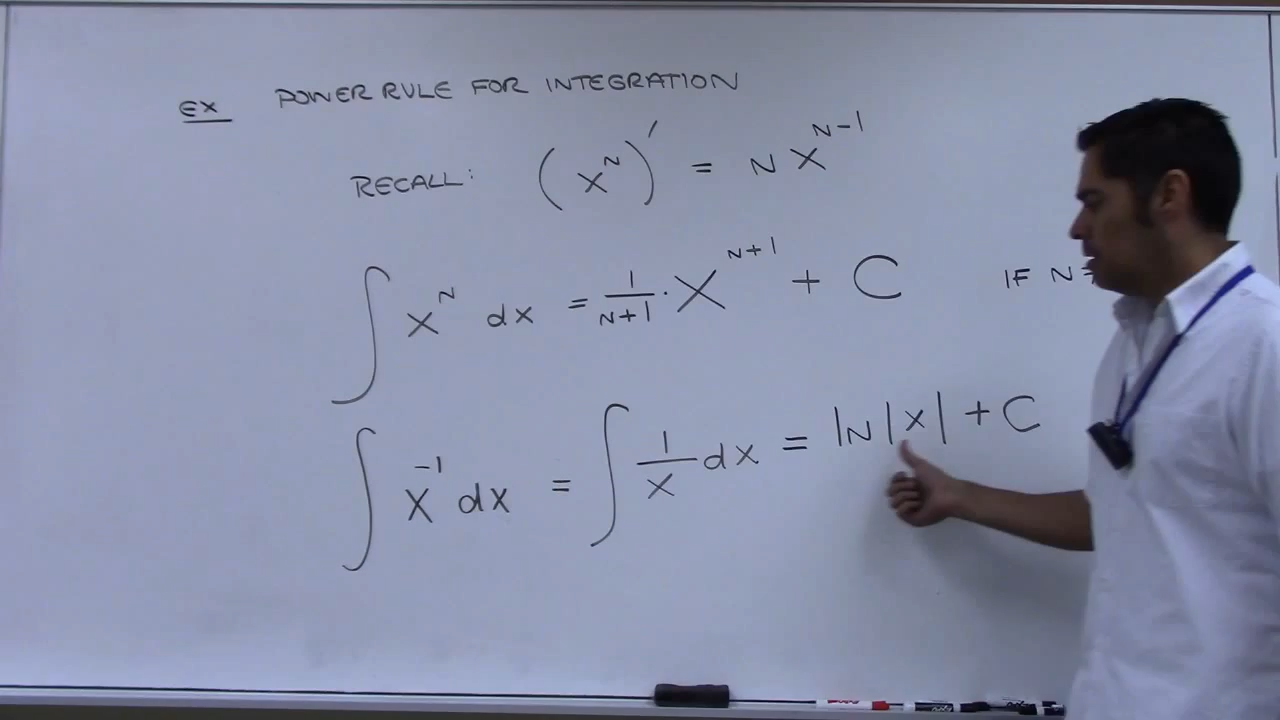 EX POWER RULE FOR INTEGRATION
RECALL: (x^N)' = N x^(N-1)
∫ x^N dx = 1/(N+1) · x^(N+1) + C IF N
∫ x^-1 dx = ∫ 1/x dx = lN|x| + C